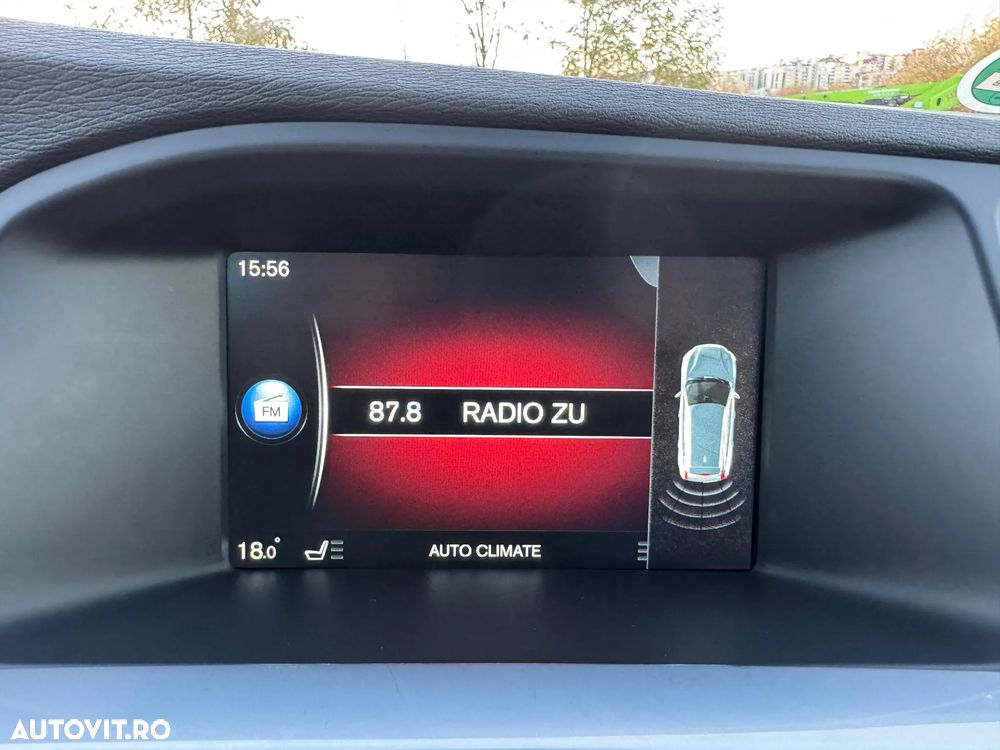 15:56
FM
87.8 RADIO ZU
18.0°
AUTO CLIMATE
AUTOVIT.RO